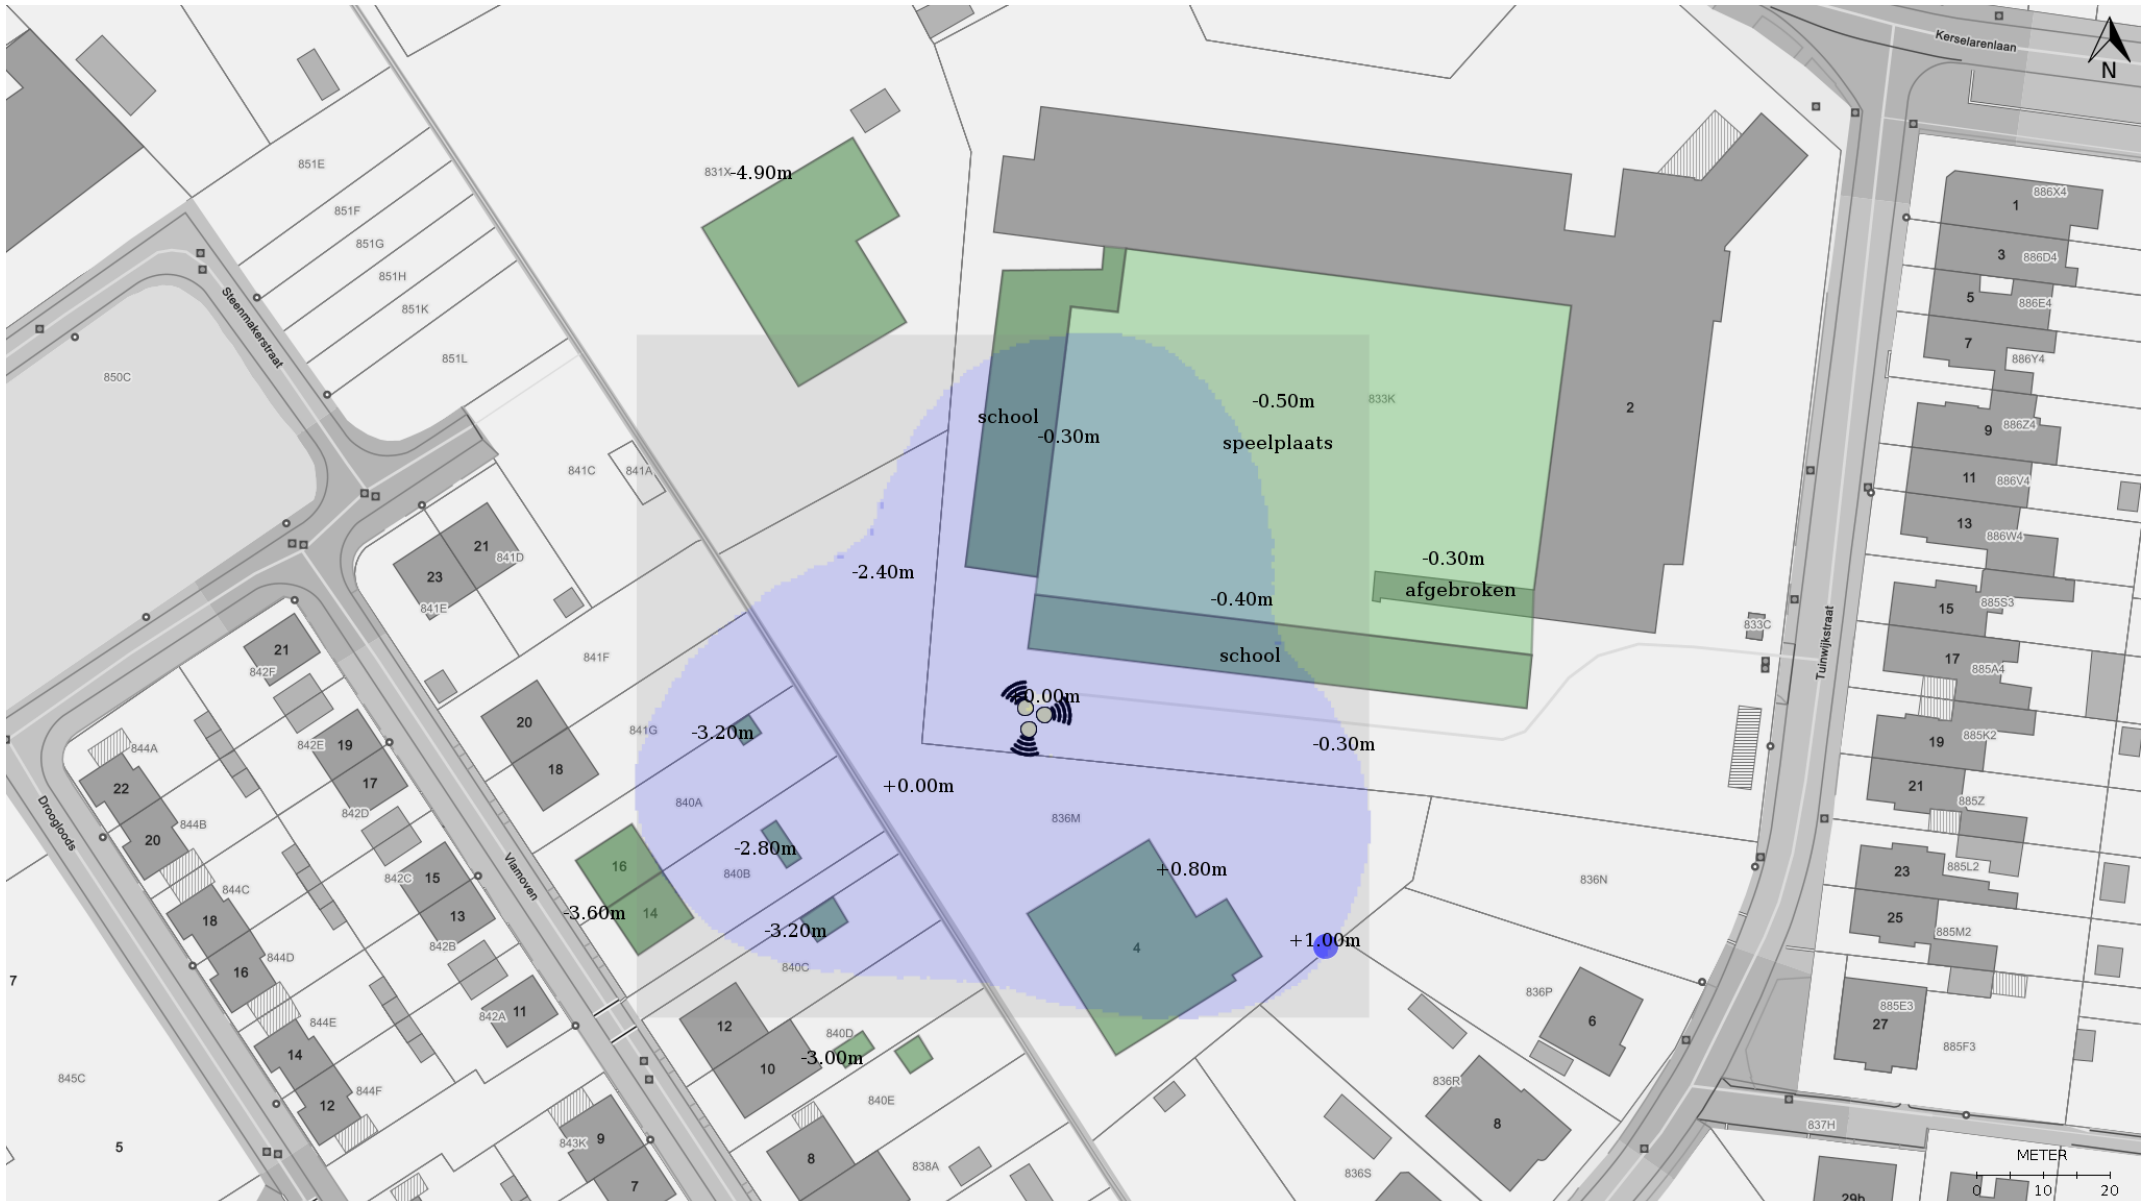 Kerselarenlaan
N
851E
831X
-4.90m
886X4
1
851F
3
886D4
851G
851H
5
886E4
851K
Steenmakerstraat
7
886Y4
851L
850C
-0.50m
833K
2
school
-0.30m
speelplaats
886Z4
9
841C
841A
11
886V4
13
886W4
21
841D
23
841E
-2.40m
-0.30m
afgebroken
-0.40m
15
885S3
833C
Tuinwijkstraat
21
842F
841F
school
17
885A4
+0.00m
20
841G
-3.20m
19
842E
844A
18
-0.30m
19
885K2
17
22
+0.00m
21
885Z
840A
842D
836M
844B
Droogloods
20
Vlamoven
16
-2.80m
840B
+0.80m
836N
23
885L2
15
842C
844C
-3.60m
14
13
18
25
-3.20m
4
+1.00m
885M2
842B
844D
840C
16
7
836P
885E3
11
842A
844E
12
840D
6
27
885F3
14
-3.00m
10
845C
844F
836R
12
840E
8
837H
5
843K
9
METER
8
838A
836S
7
29b
0
10
20